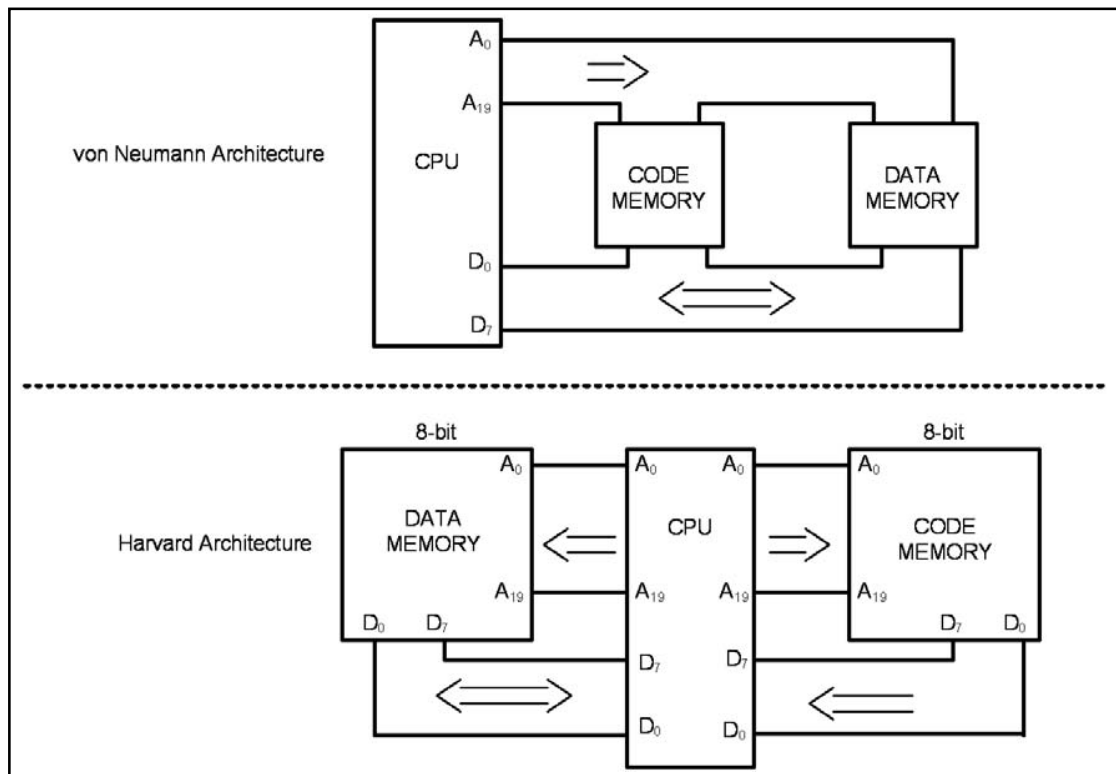 A0
A19
von Neumann Architecture
CPU
CODE
MEMORY
DATA
MEMORY
D0
D7
8-bit
8-bit
A0
A0
A0
A0
DATA
MEMORY
CPU
CODE
MEMORY
Harvard Architecture
A19
A19
A19
A19
D0
D7
D7
D0
D7
D7
D0
D0